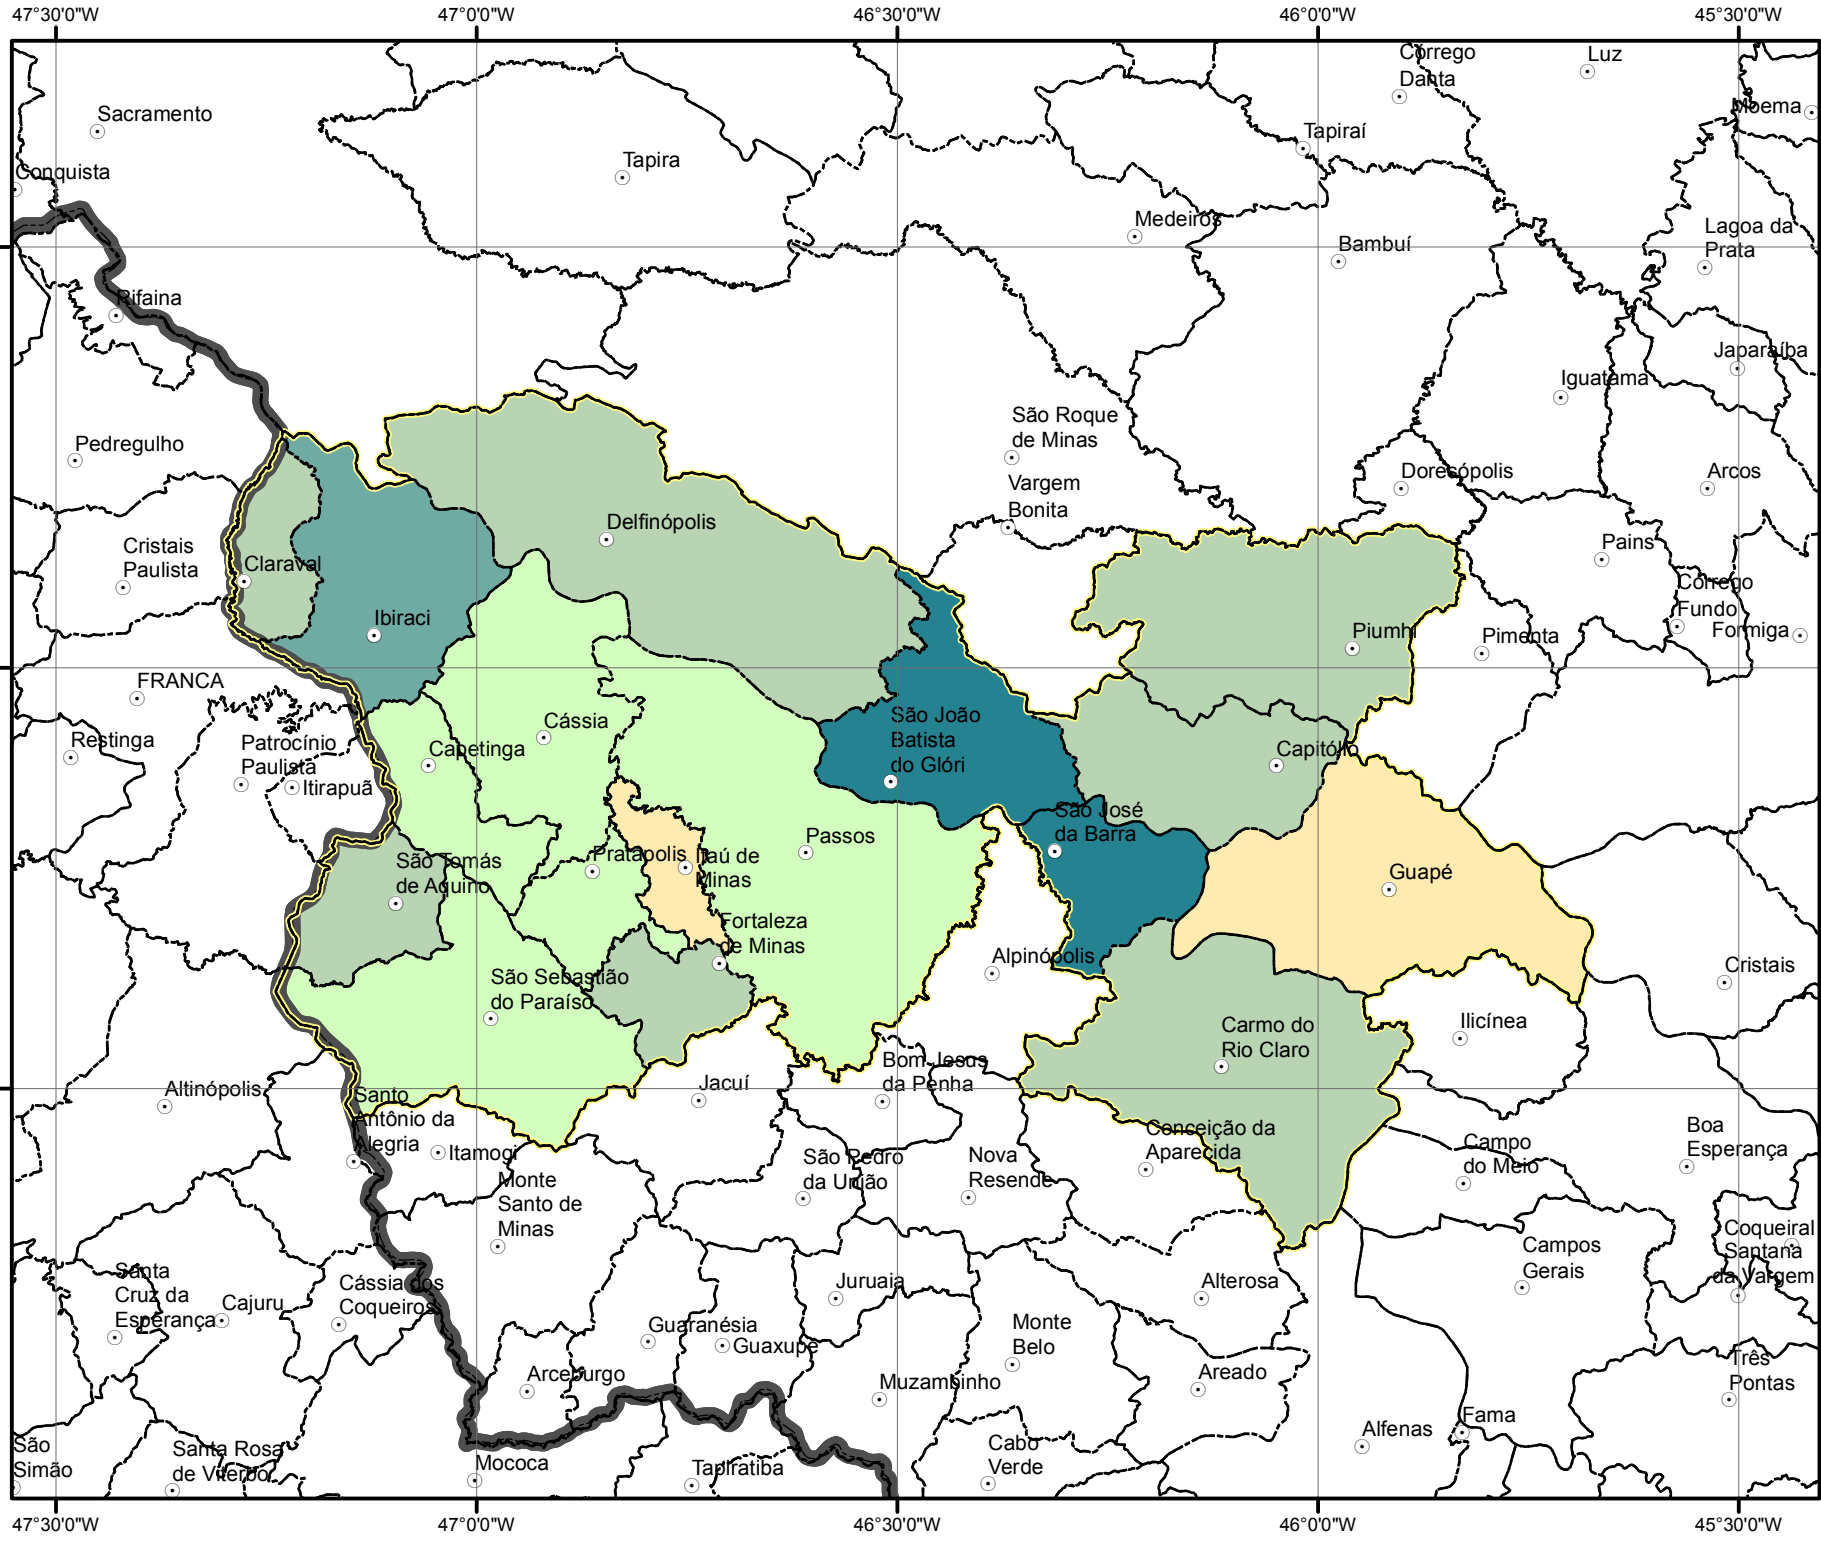 47°30'0"W 47°0'0"W 46°30'0"W 46°0'0"W 45°30'0"W
Córrego
Danta
Luz
Moema
Sacramento
Tapiraí
Tapira
Conquista
Medeiros
Lagoa da
Prata
Bambuí
Rifaina
Japaraíba
Iguatama
São Roque
de Minas
Pedregulho
Vargem
Bonita
Doresópolis
Arcos
Delfinópolis
Cristais
Paulista
Claraval
Pains
Córrego
Fundo
Ibiraci
Piumhi
Pimenta
Formiga
FRANCA
Restinga
Patrocínio
Paulista
Itirapuã
Capetinga
Cássia
São João
Batista
do Glóri
Capitólio
São José
da Barra
Passos
São Tomás
de Aquino
Pratápolis
Itaú de
Minas
Guapé
Fortaleza
de Minas
São Sebastião
do Paraíso
Alpinópolis
Cristais
Carmo do
Rio Claro
Ilicínea
Bom Jesus
da Penha
Jacuí
Altinópolis
Santo
Antônio da
Alegria
Itamogi
Conceição da
Aparecida
Campo
do Meio
Boa
Esperança
São Pedro
da União
Nova
Resende
Monte
Santo de
Minas
Coqueiral
Santana
da Vargem
Campos
Gerais
Santa
Cruz da
Esperança
Cajuru
Cássia dos
Coqueiros
Juruaia
Alterosa
Guaranésia
Guaxupé
Monte
Belo
Arceburgo
Muzambinho
Areado
Três
Pontas
Fama
Alfenas
São
Simão
Santa Rosa
de Viterbo
Mococa
Tapiratiba
Cabo
Verde
47°30'0"W 47°0'0"W 46°30'0"W 46°0'0"W 45°30'0"W